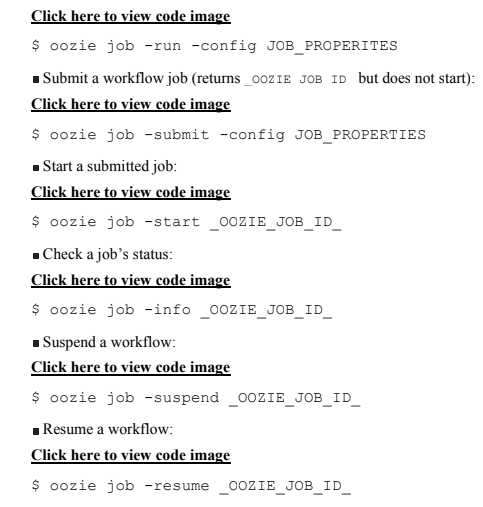 Click here to view code image
$ oozie job -run -config JOB_PROPERITES
■ Submit a workflow job (returns _OOZIE JOB ID but does not start):
Click here to view code image
$ oozie job -submit -config JOB_PROPERTIES
■ Start a submitted job:
Click here to view code image
$ oozie job -start _OOZIE_JOB_ID_
■ Check a job’s status:
Click here to view code image
$ oozie job -info _OOZIE_JOB_ID_
■ Suspend a workflow:
Click here to view code image
$ oozie job -suspend _OOZIE_JOB_ID_
■ Resume a workflow:
Click here to view code image
$ oozie job -resume _OOZIE_JOB_ID_